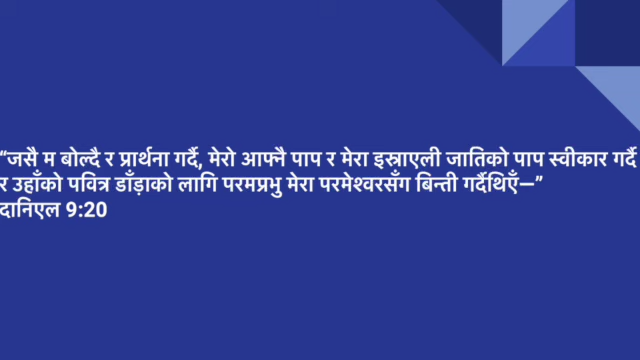 “जसै म बोल्दै र प्रार्थना गर्दै, मेरो आफ्नै पाप र मेरा इस्राएली जातिको पाप स्वीकार गर्दै
र उहाँको पवित्र डाँड़ाको लागि परमप्रभु मेरा परमेश्वरसँग बिन्ती गर्दैथिएँ—”
दानिएल 9:20